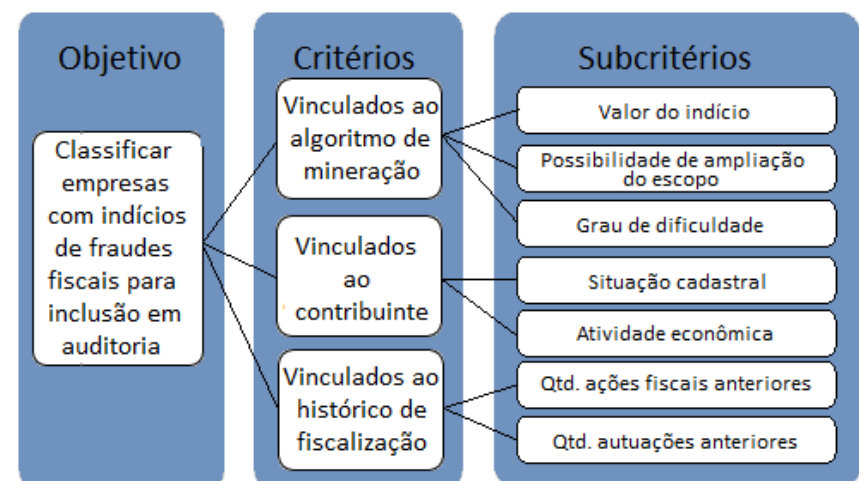 Objetivo
Classificar
empresas
com indícios
de fraudes
fiscais para
inclusão em
auditoria
Critérios
Vinculados ao
algoritmo de
mineração
Vinculados
ao
contribuinte
Vinculados ao
histórico de
fiscalização
Subcritérios
Valor do indício
Possibilidade de ampliação
do escopo
Grau de dificuldade
Situação cadastral
Atividade econômica
Qtd. ações fiscais anteriores
Qtd. autuações anteriores